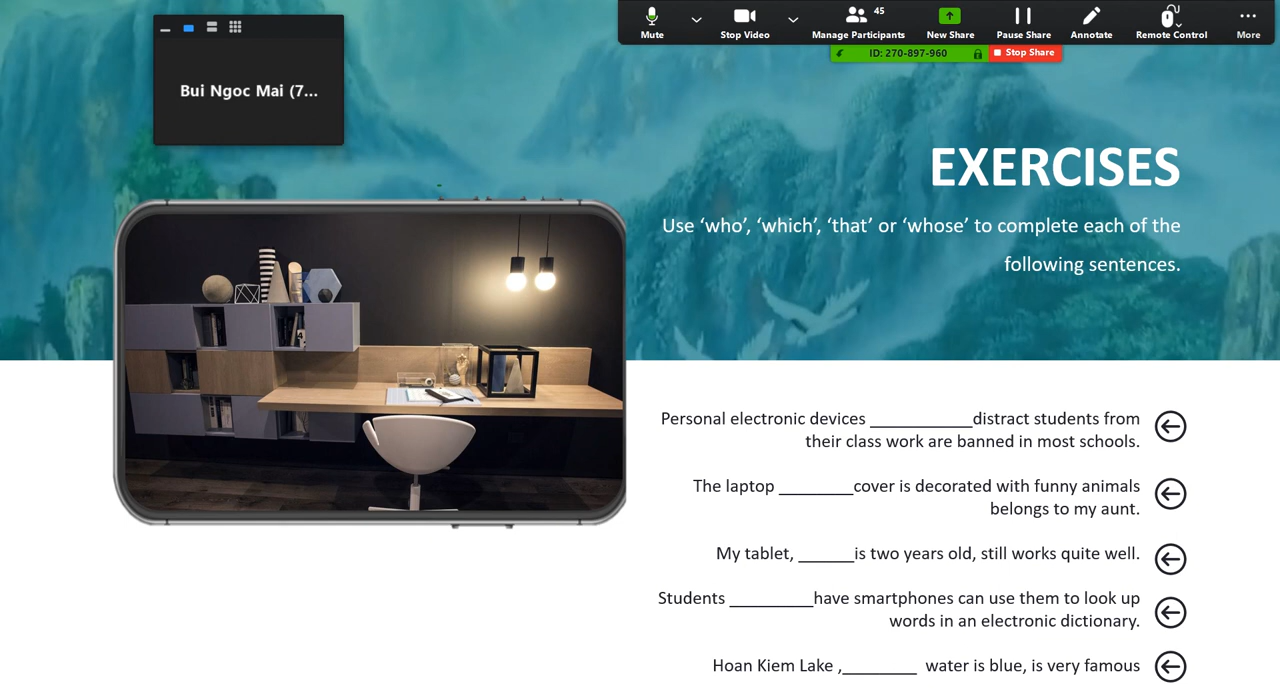 Mute
Stop Video
Manage Participants
45
New Share
Pause Share
Annotate
Remote Control
More
ID: 270-897-960
Stop Share
Bui Ngoc Mai (7...
EXERCISES
Use ‘who’, ‘which’, ‘that’ or ‘whose’ to complete each of the
following sentences.
Personal electronic devices ___________distract students from
their class work are banned in most schools.
The laptop ________cover is decorated with funny animals
belongs to my aunt.
My tablet, ______is two years old, still works quite well.
Students _________have smartphones can use them to look up
words in an electronic dictionary.
Hoan Kiem Lake ,________ water is blue, is very famous